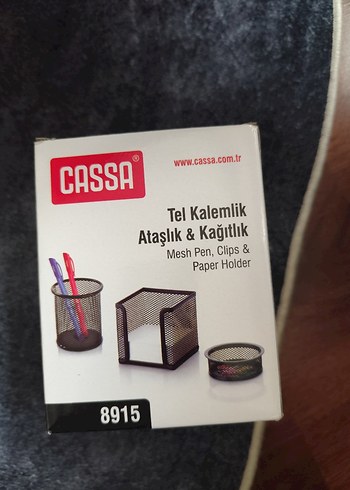 CASSA®
www.cassa.com.tr
Tel Kalemlik
Ataşlık & Kağıtlık
Mesh Pen, Clips &
Paper Holder
8915